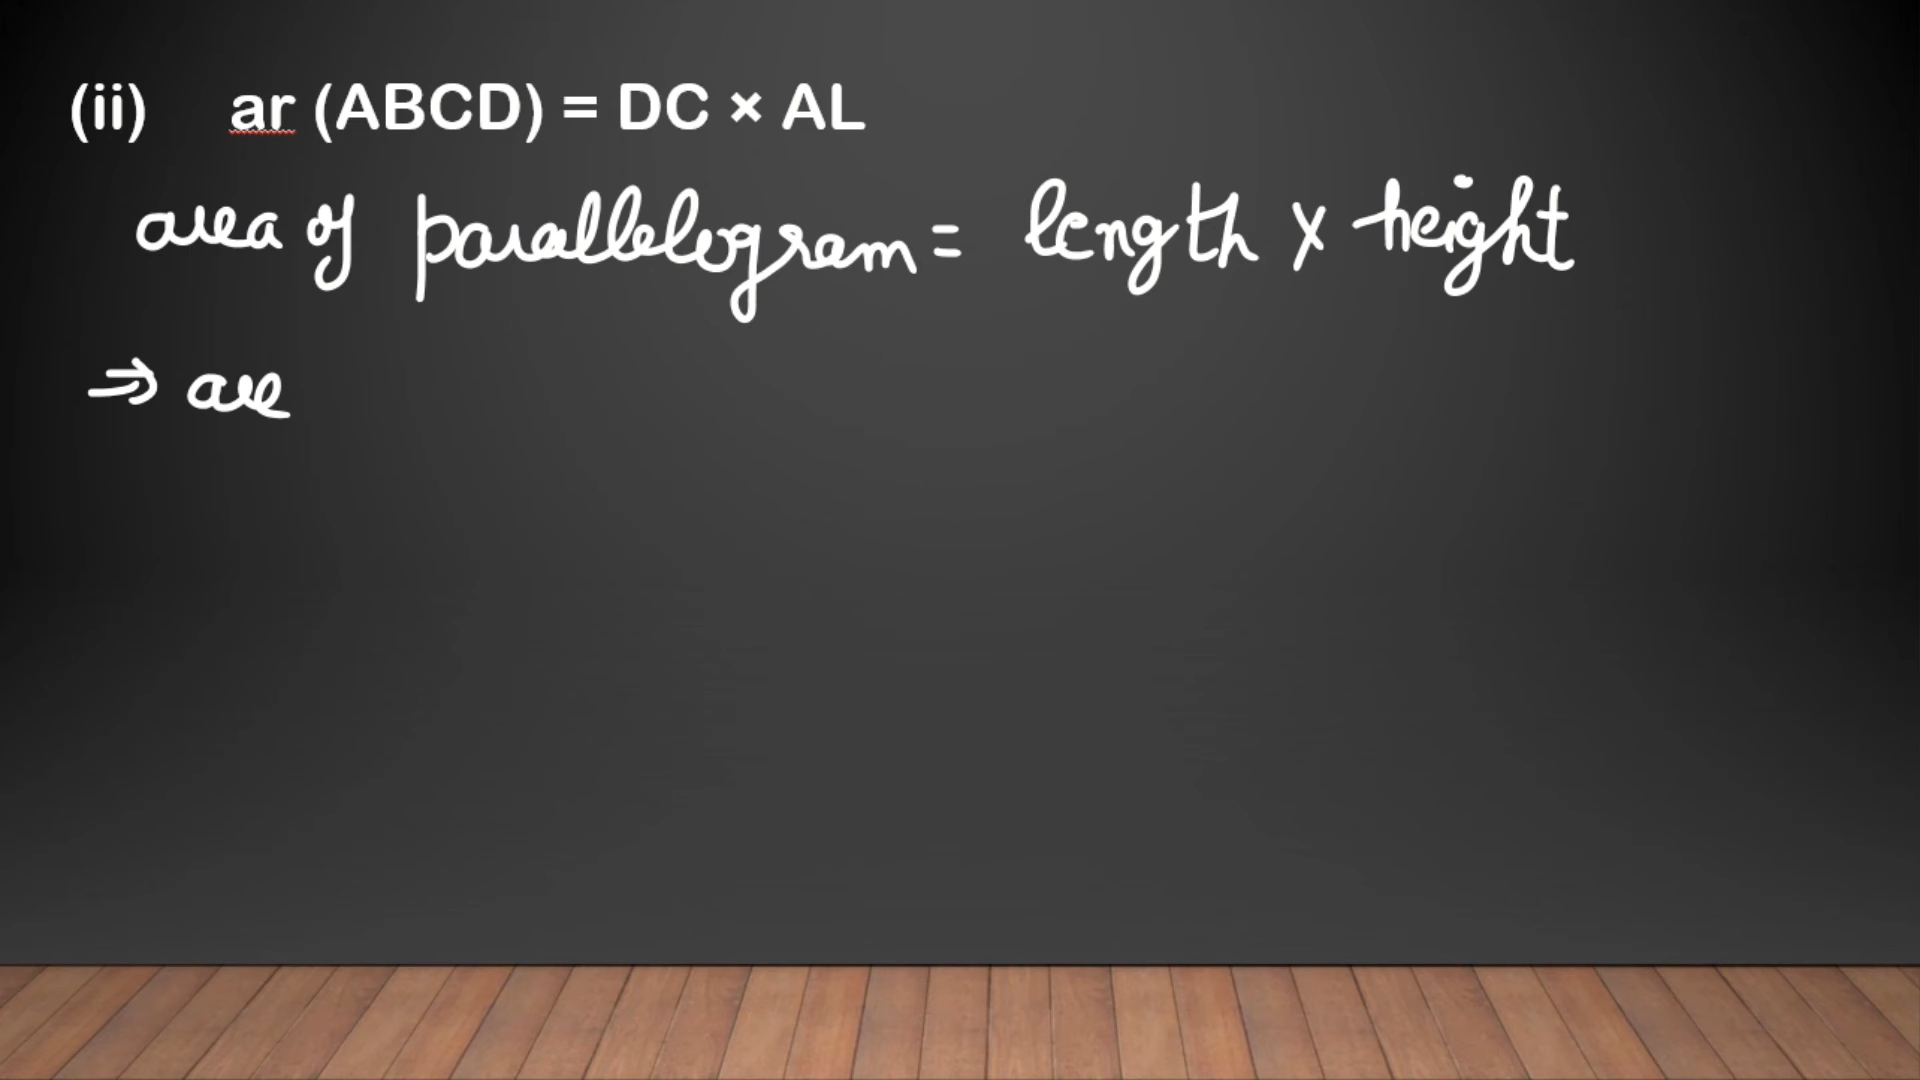 (ii) ar (ABCD) = DC × AL
area of parallelogram = length × height
⇒ are